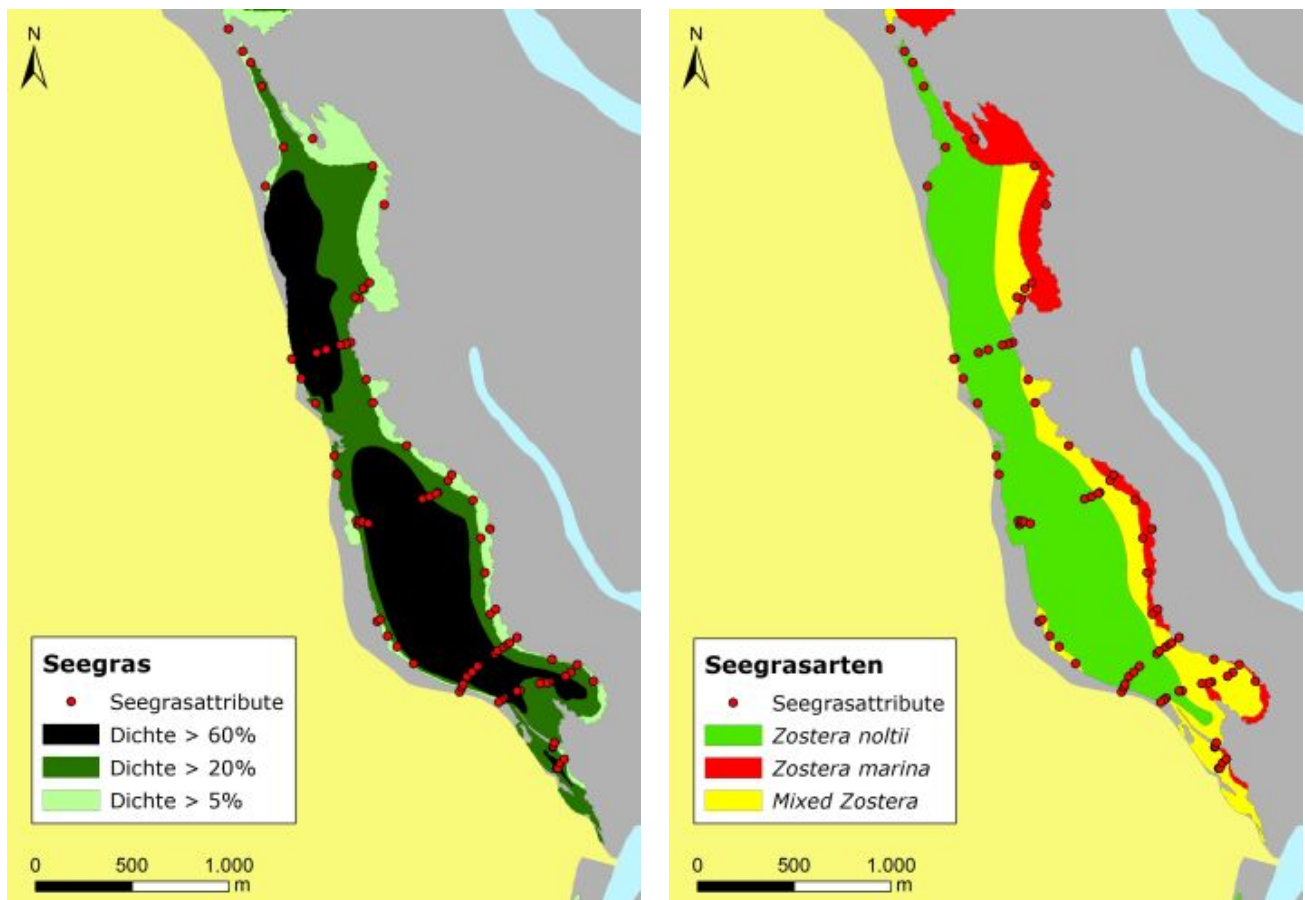 N
Seegras
Seegrasattribute
Dichte > 60%
Dichte > 20%
Dichte > 5%
0 500 1.000
m
N
Seegrasarten
Seegrasattribute
Zostera noltii
Zostera marina
Mixed Zostera
0 500 1.000
m